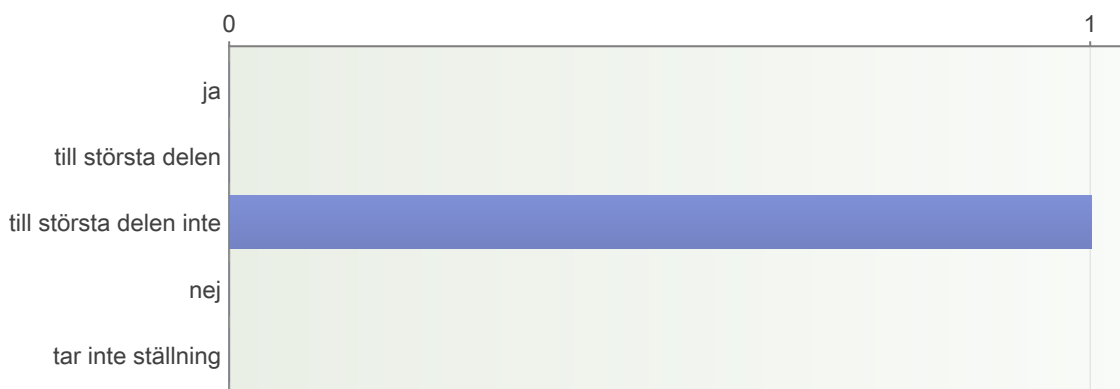 0 1
ja
till största delen
till största delen inte
nej
tar inte ställning